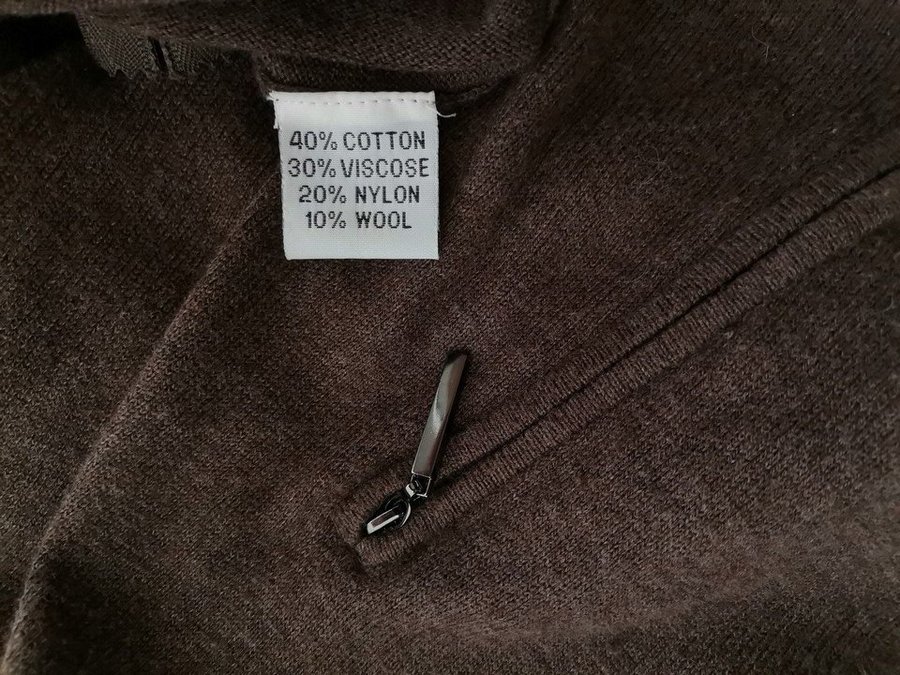 40% COTTON
30% VISCOSE
20% NYLON
10% WOOL